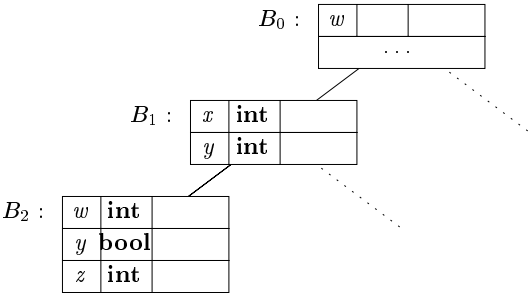 B₀ : w
...
B₁ : x int
y int
B₂ : w int
y bool
z int